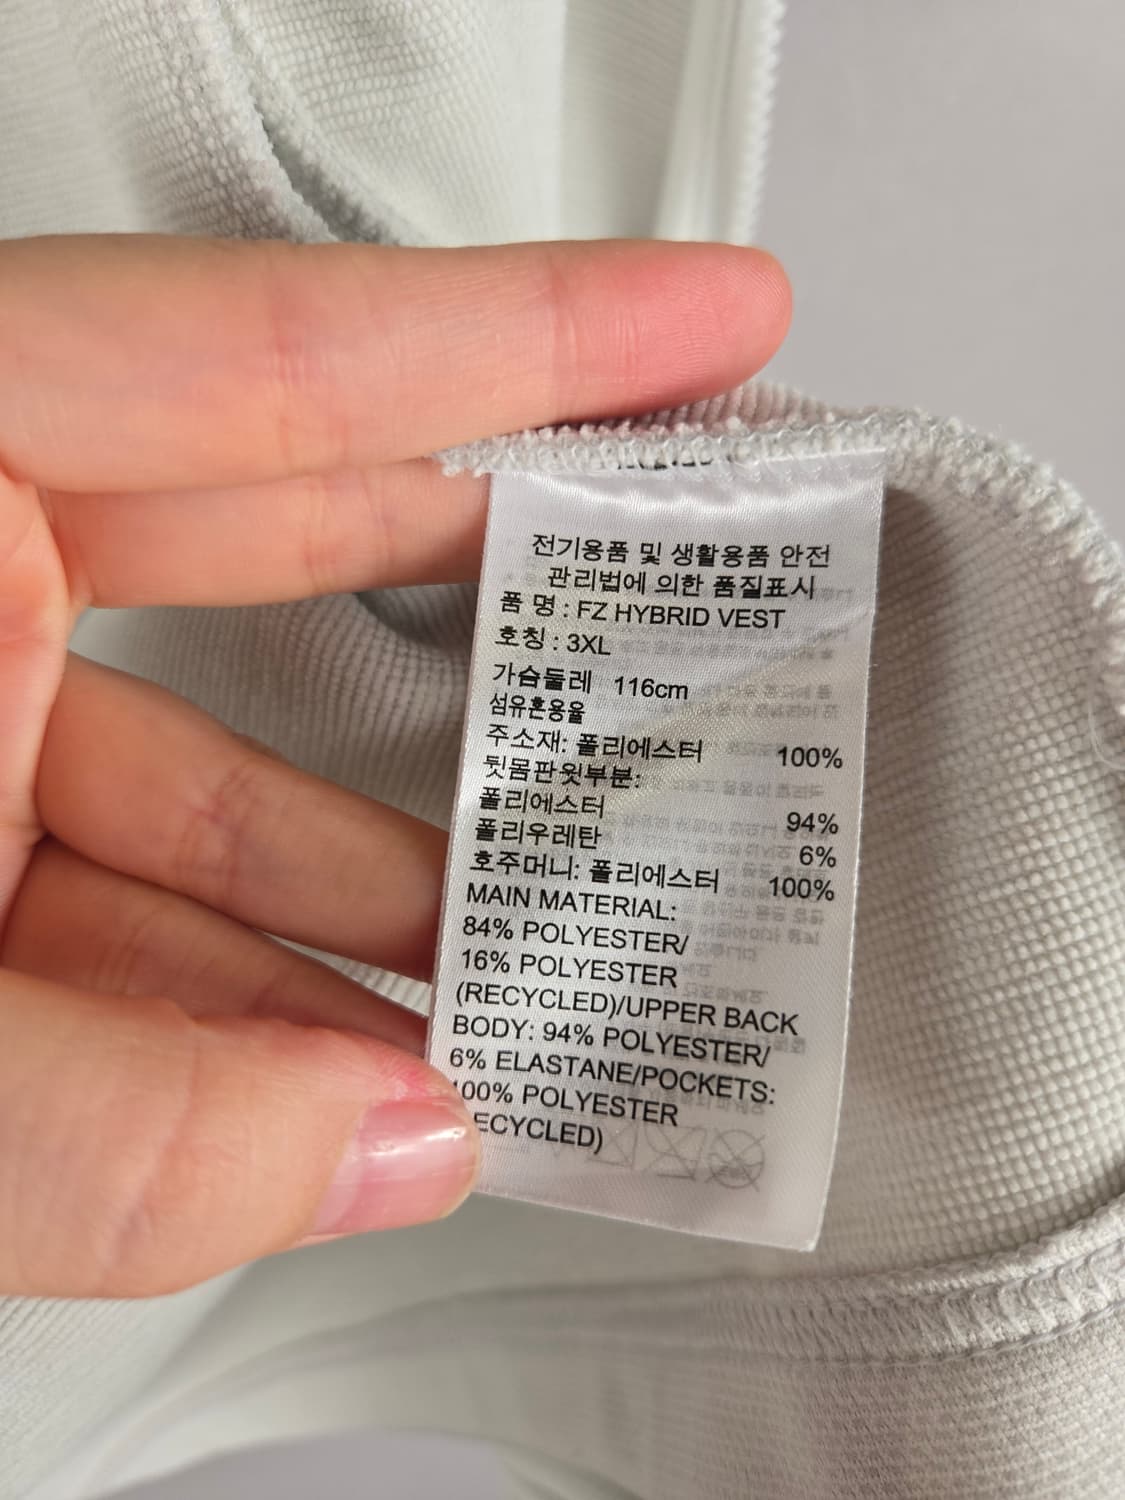 전기용품 및 생활용품 안전
관리법에 의한 품질표시
품 명 : FZ HYBRID VEST
호칭 : 3XL
가슴둘레 116cm
섬유혼용율
주소재: 폴리에스터 100%
뒷몸판윗부분:
폴리에스터 94%
폴리우레탄 6%
호주머니: 폴리에스터 100%
MAIN MATERIAL:
84% POLYESTER/
16% POLYESTER
(RECYCLED)/UPPER BACK
BODY: 94% POLYESTER/
6% ELASTANE/POCKETS:
100% POLYESTER
ECYCLED)